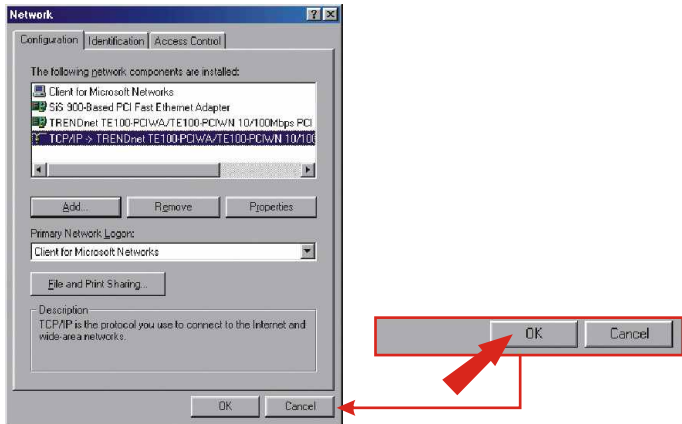 Network
Configuration Identification Access Control
The following network components are installed:
Client for Microsoft Networks
SiS 900-Based PCI Fast Ethernet Adapter
TRENDnet TE100-PCIWA/TE100-PCIWN 10/100Mbps PCI
TCP/IP -> TRENDnet TE100-PCIWA/TE100-PCIWN 10/100
Add... Remove Properties
Primary Network Logon:
Client for Microsoft Networks
File and Print Sharing...
Description
TCP/IP is the protocol you use to connect to the Internet and
wide-area networks.
OK Cancel
OK Cancel